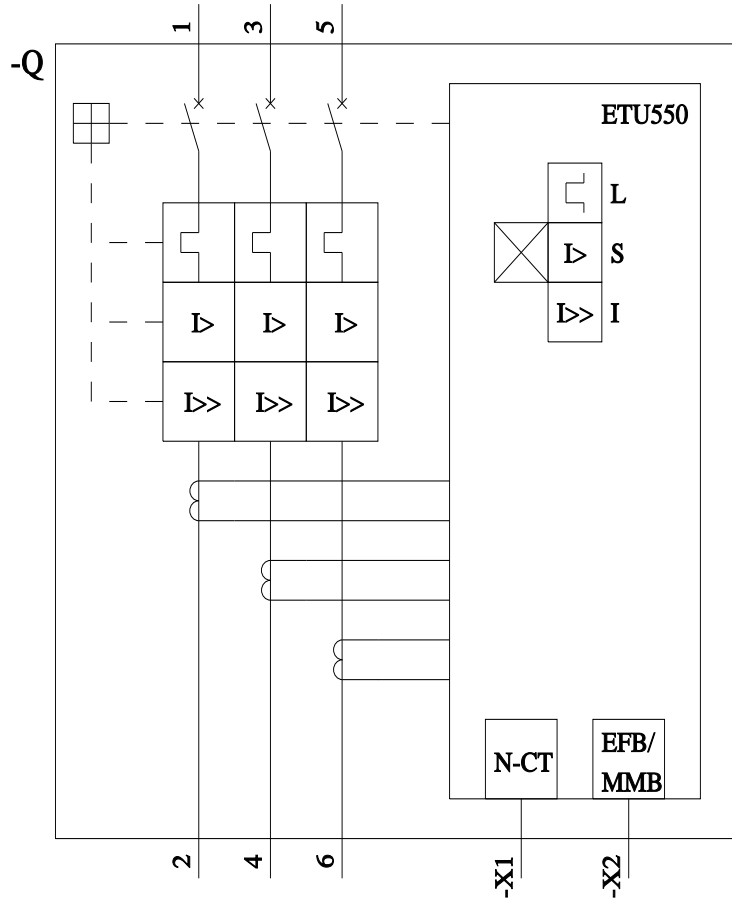 1 3 5
-Q
ETU550
L
I> S
I>> I
I> I> I>
I>> I>> I>>
N-CT
EFB/
MMB
2 4 6 -X1 -X2